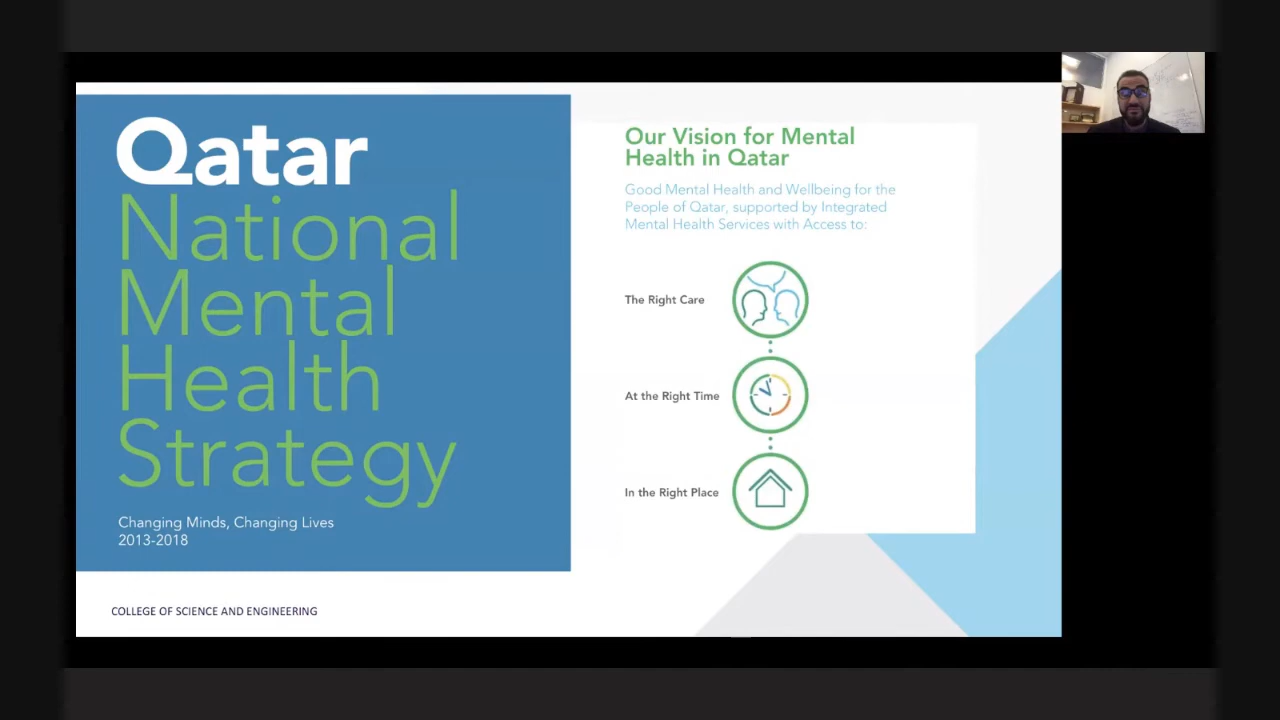 Qatar
National
Mental
Health
Strategy
Changing Minds, Changing Lives
2013-2018
Our Vision for Mental
Health in Qatar
Good Mental Health and Wellbeing for the
People of Qatar, supported by Integrated
Mental Health Services with Access to:
The Right Care
At the Right Time
In the Right Place
COLLEGE OF SCIENCE AND ENGINEERING